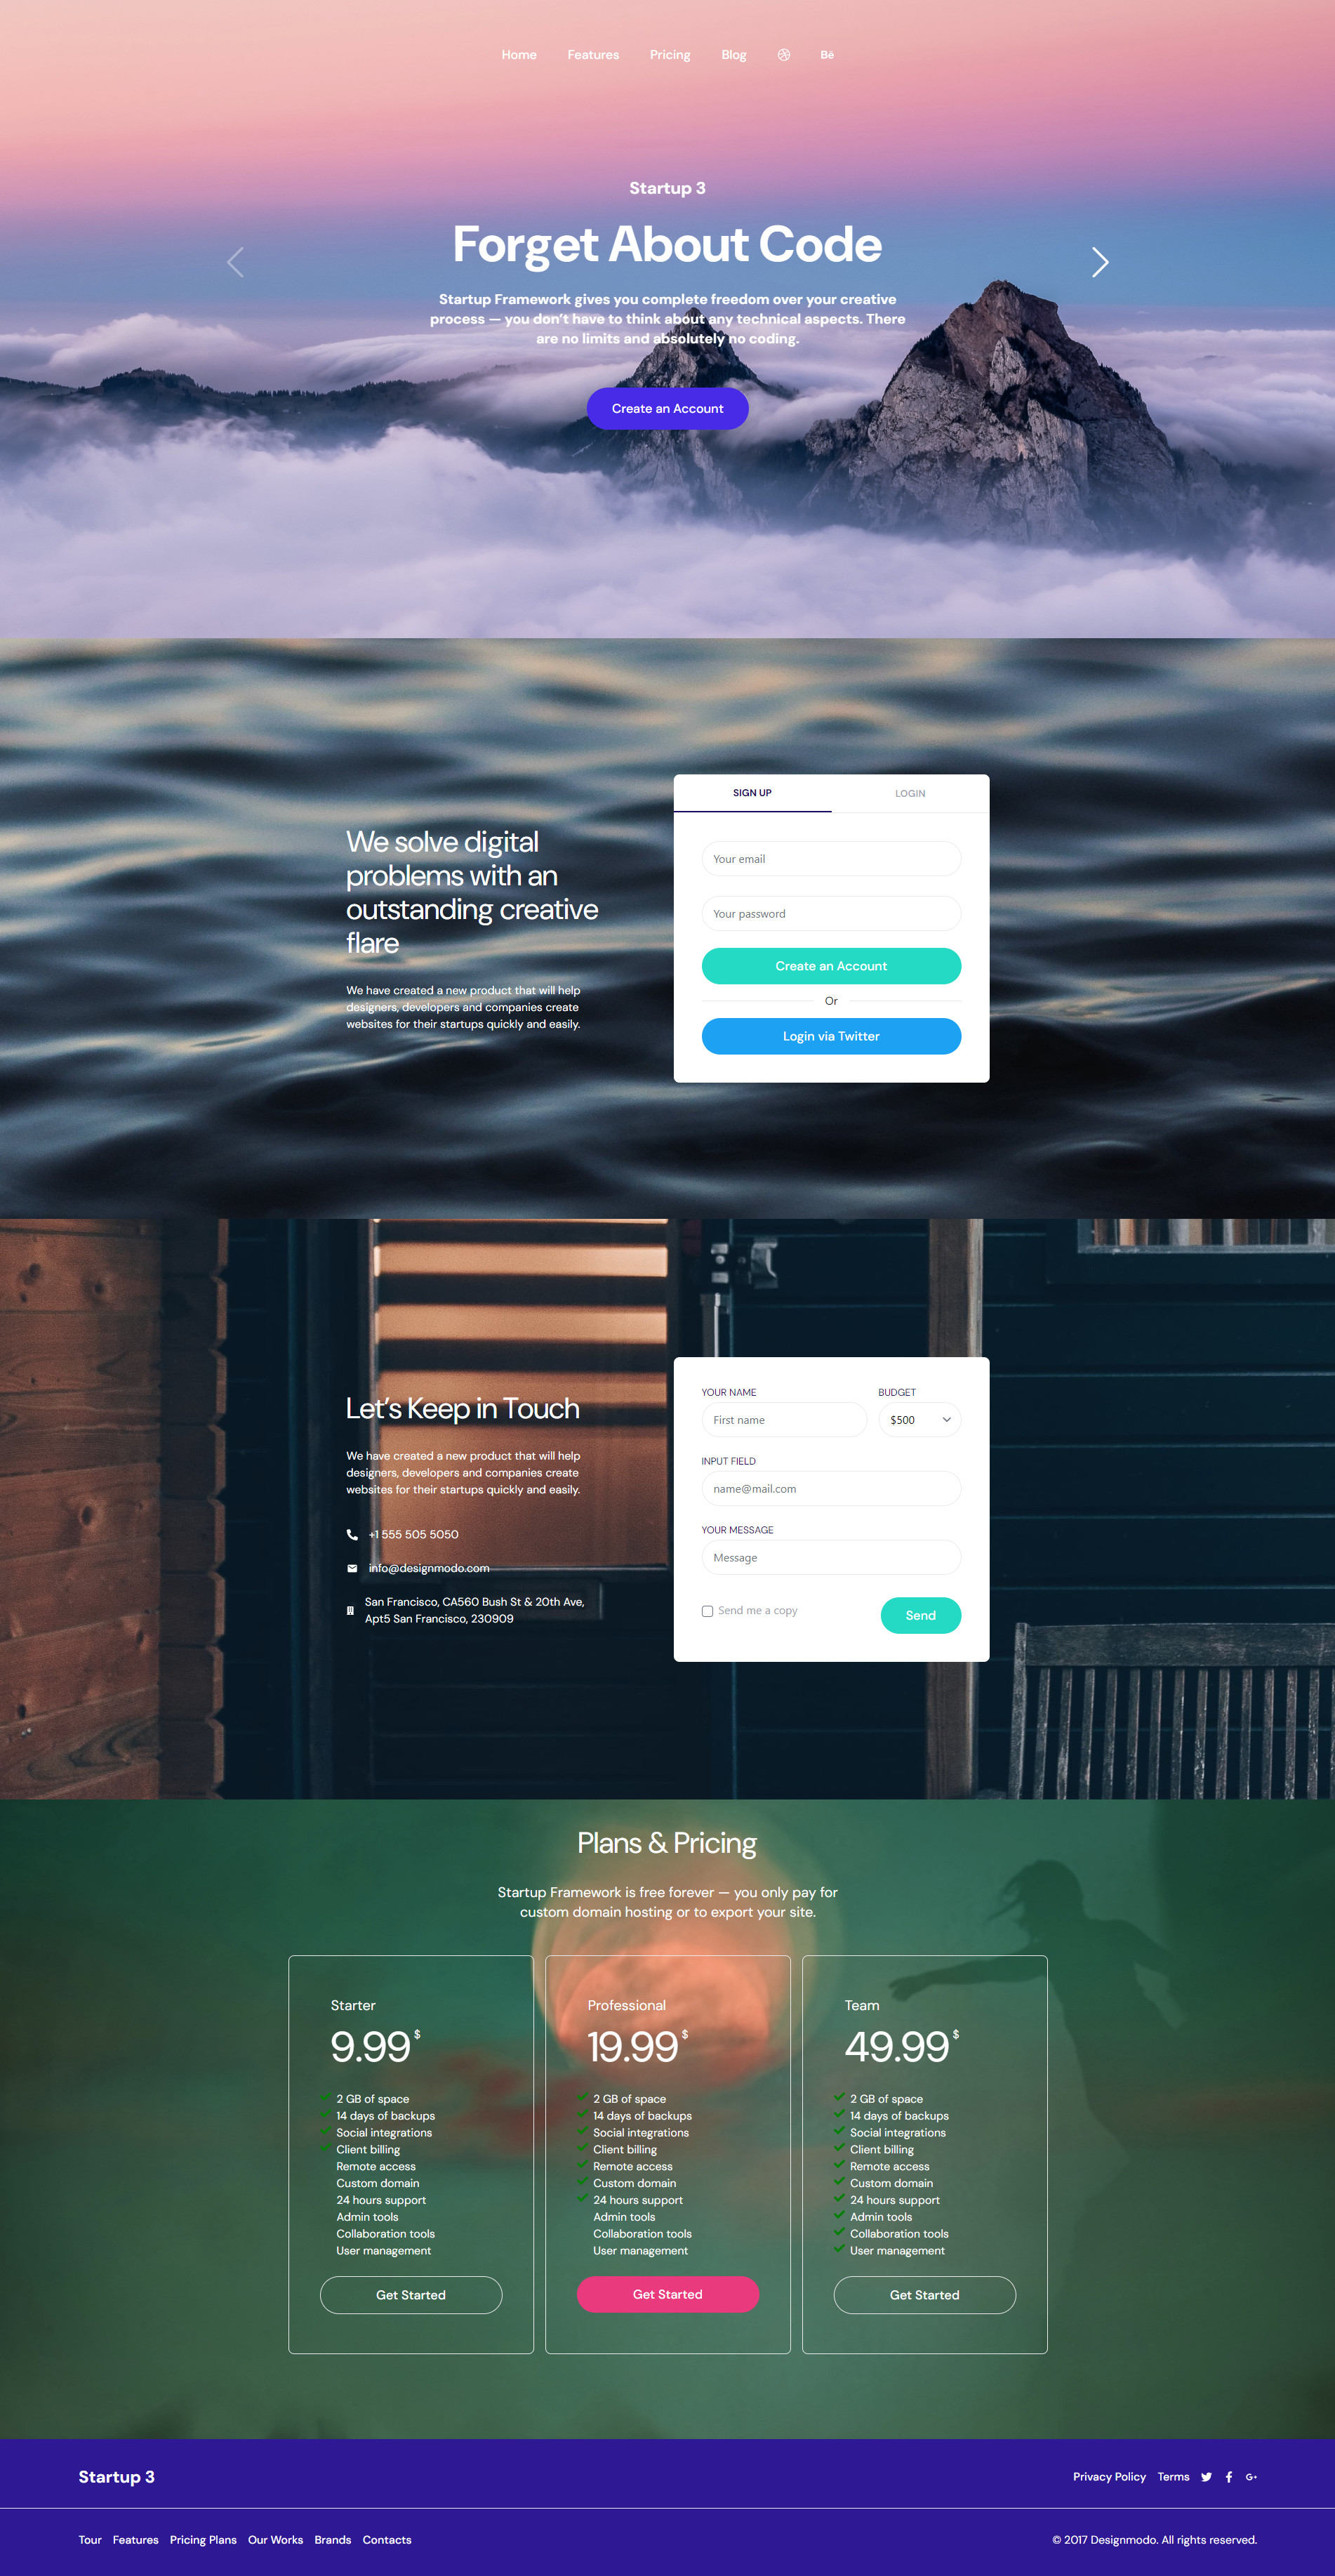 Home Features Pricing Blog Bē
Startup 3
Forget About Code
Startup Framework gives you complete freedom over your creative
process — you don't have to think about any technical aspects. There
are no limits and absolutely no coding.
Create an Account
We solve digital
problems with an
outstanding creative
flare
We have created a new product that will help
designers, developers and companies create
websites for their startups quickly and easily.
SIGN UP LOGIN
Your email
Your password
Create an Account
Or
Login via Twitter
Let's Keep in Touch
We have created a new product that will help
designers, developers and companies create
websites for their startups quickly and easily.
+1 555 505 5050
info@designmodo.com
San Francisco, CA560 Bush St & 20th Ave,
Apt5 San Francisco, 230909
YOUR NAME BUDGET
First name $500
INPUT FIELD
name@mail.com
YOUR MESSAGE
Message
Send me a copy Send
Plans & Pricing
Startup Framework is free forever — you only pay for
custom domain hosting or to export your site.
Starter
9.99 $
2 GB of space
14 days of backups
Social integrations
Client billing
Remote access
Custom domain
24 hours support
Admin tools
Collaboration tools
User management
Get Started
Professional
19.99 $
2 GB of space
14 days of backups
Social integrations
Client billing
Remote access
Custom domain
24 hours support
Admin tools
Collaboration tools
User management
Get Started
Team
49.99 $
2 GB of space
14 days of backups
Social integrations
Client billing
Remote access
Custom domain
24 hours support
Admin tools
Collaboration tools
User management
Get Started
Startup 3 Privacy Policy Terms G+
Tour Features Pricing Plans Our Works Brands Contacts © 2017 Designmodo. All rights reserved.